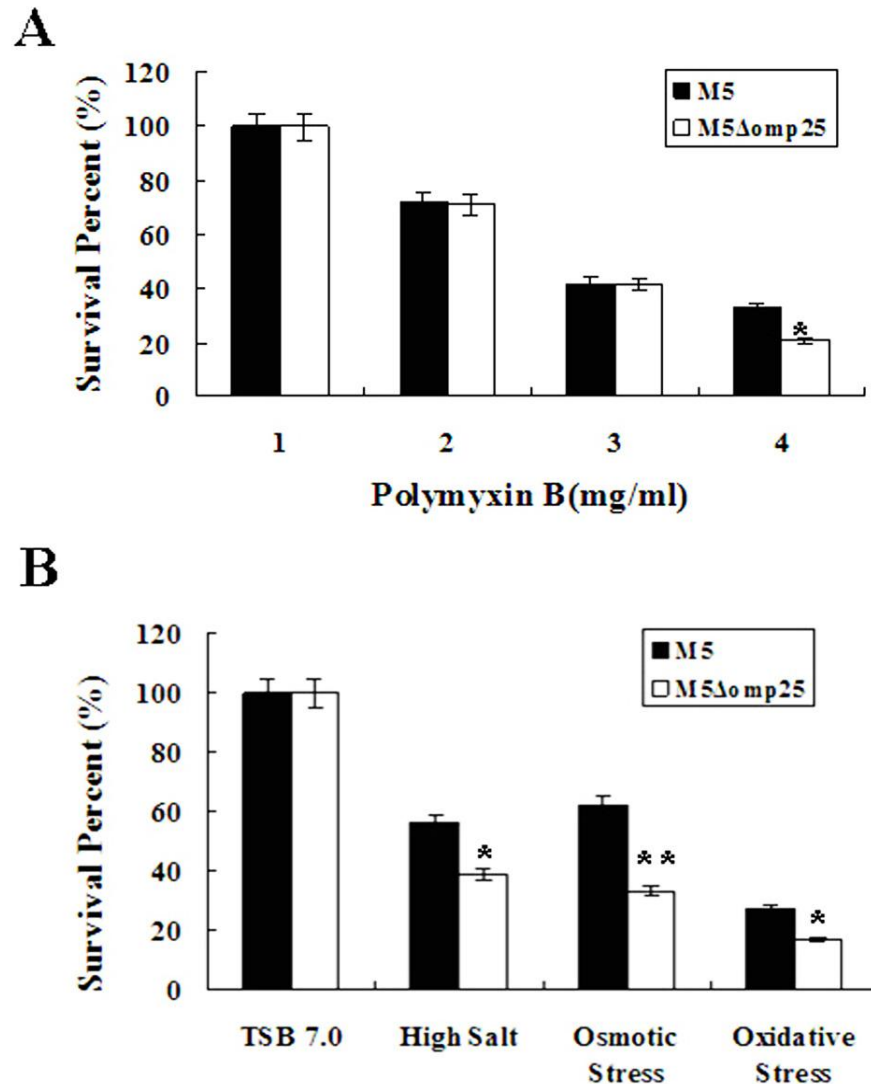 A
Survival Percent (%)
120
100
80
60
40
20
0
M5
M5Δomp25
*
1 2 3 4
Polymyxin B(mg/ml)
B
Survival Percent (%)
120
100
80
60
40
20
0
M5
M5Δomp25
* ** *
TSB 7.0 High Salt Osmotic Stress Oxidative Stress